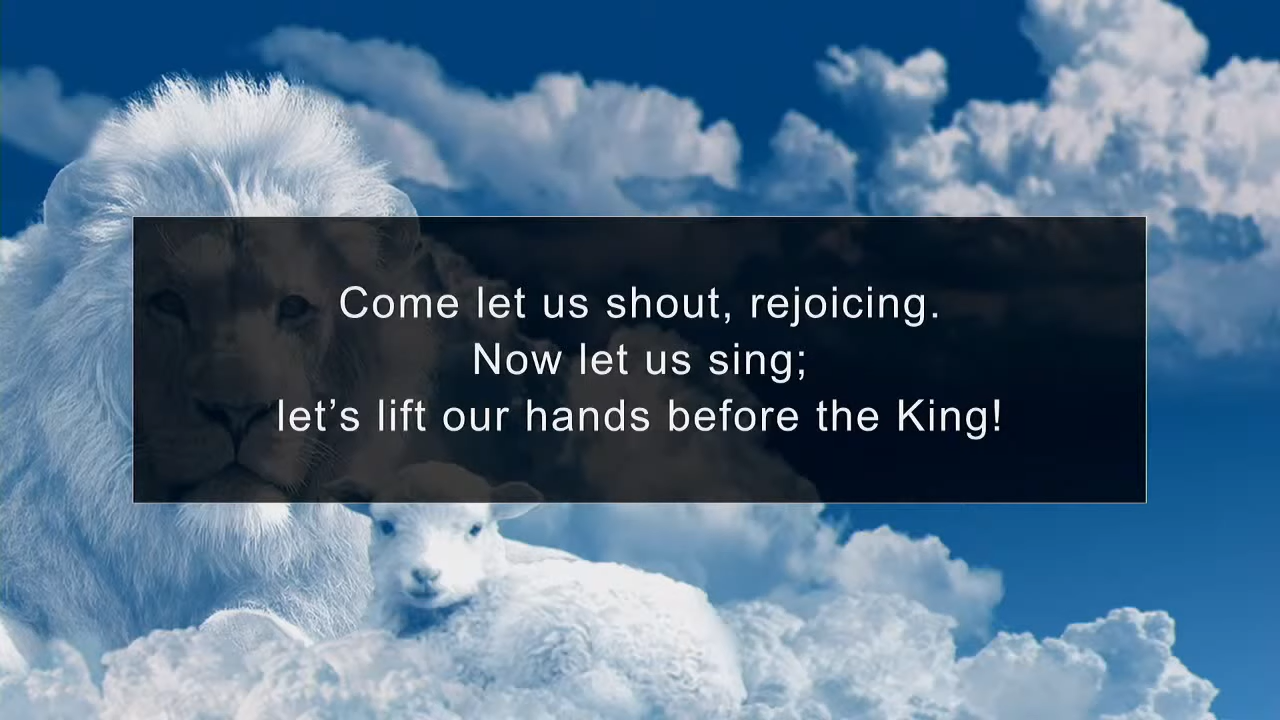 Come let us shout, rejoicing.
Now let us sing;
let’s lift our hands before the King!